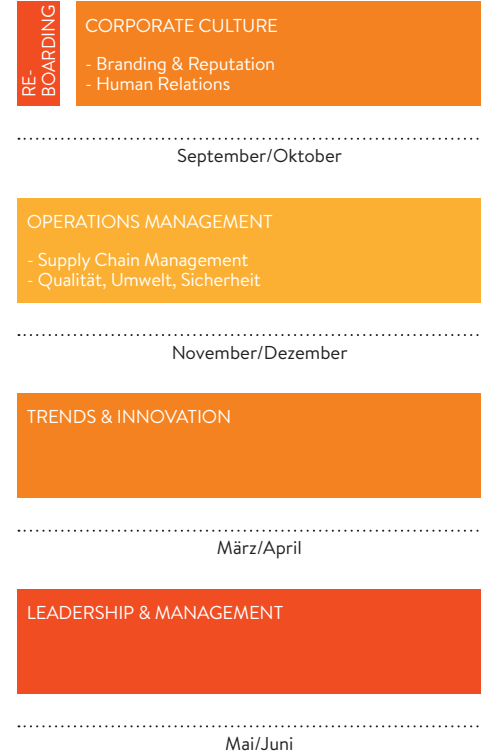 RE-
BOARDING
CORPORATE CULTURE
- Branding & Reputation
- Human Relations
September/Oktober
OPERATIONS MANAGEMENT
- Supply Chain Management
- Qualität, Umwelt, Sicherheit
November/Dezember
TRENDS & INNOVATION
März/April
LEADERSHIP & MANAGEMENT
Mai/Juni